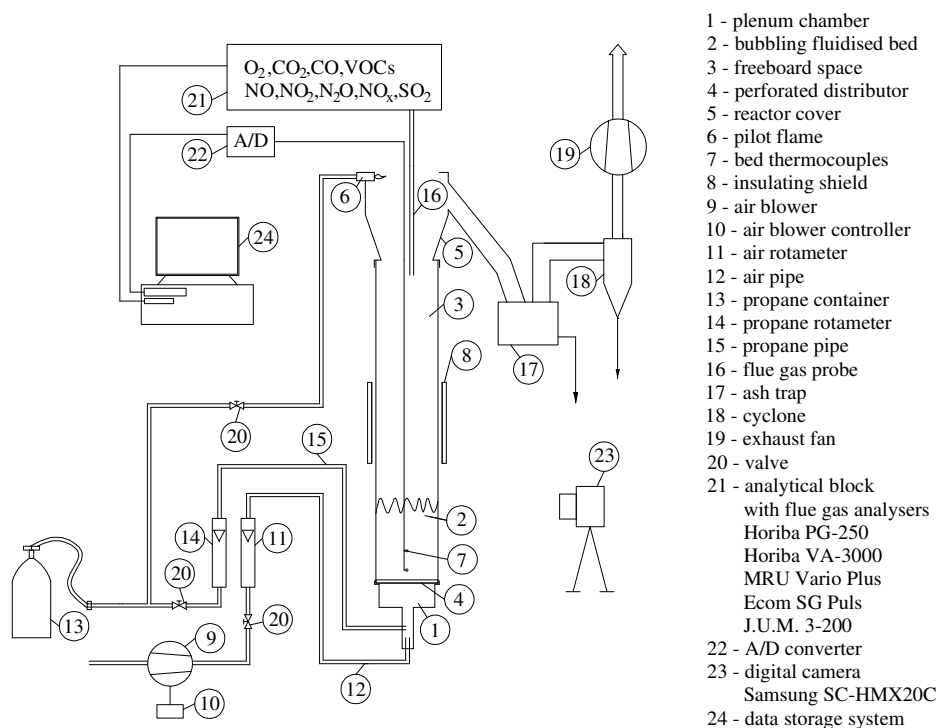 O2,CO2,CO,VOCs
NO,NO2,N2O,NOx,SO2
21
A/D
22
6
16
19
24
5
18
3
17
8
20
15
23
14
11
2
7
20
4
20
13
9
1
12
10
1 - plenum chamber
2 - bubbling fluidised bed
3 - freeboard space
4 - perforated distributor
5 - reactor cover
6 - pilot flame
7 - bed thermocouples
8 - insulating shield
9 - air blower
10 - air blower controller
11 - air rotameter
12 - air pipe
13 - propane container
14 - propane rotameter
15 - propane pipe
16 - flue gas probe
17 - ash trap
18 - cyclone
19 - exhaust fan
20 - valve
21 - analytical block
with flue gas analysers
Horiba PG-250
Horiba VA-3000
MRU Vario Plus
Ecom SG Puls
J.U.M. 3-200
22 - A/D converter
23 - digital camera
Samsung SC-HMX20C
24 - data storage system